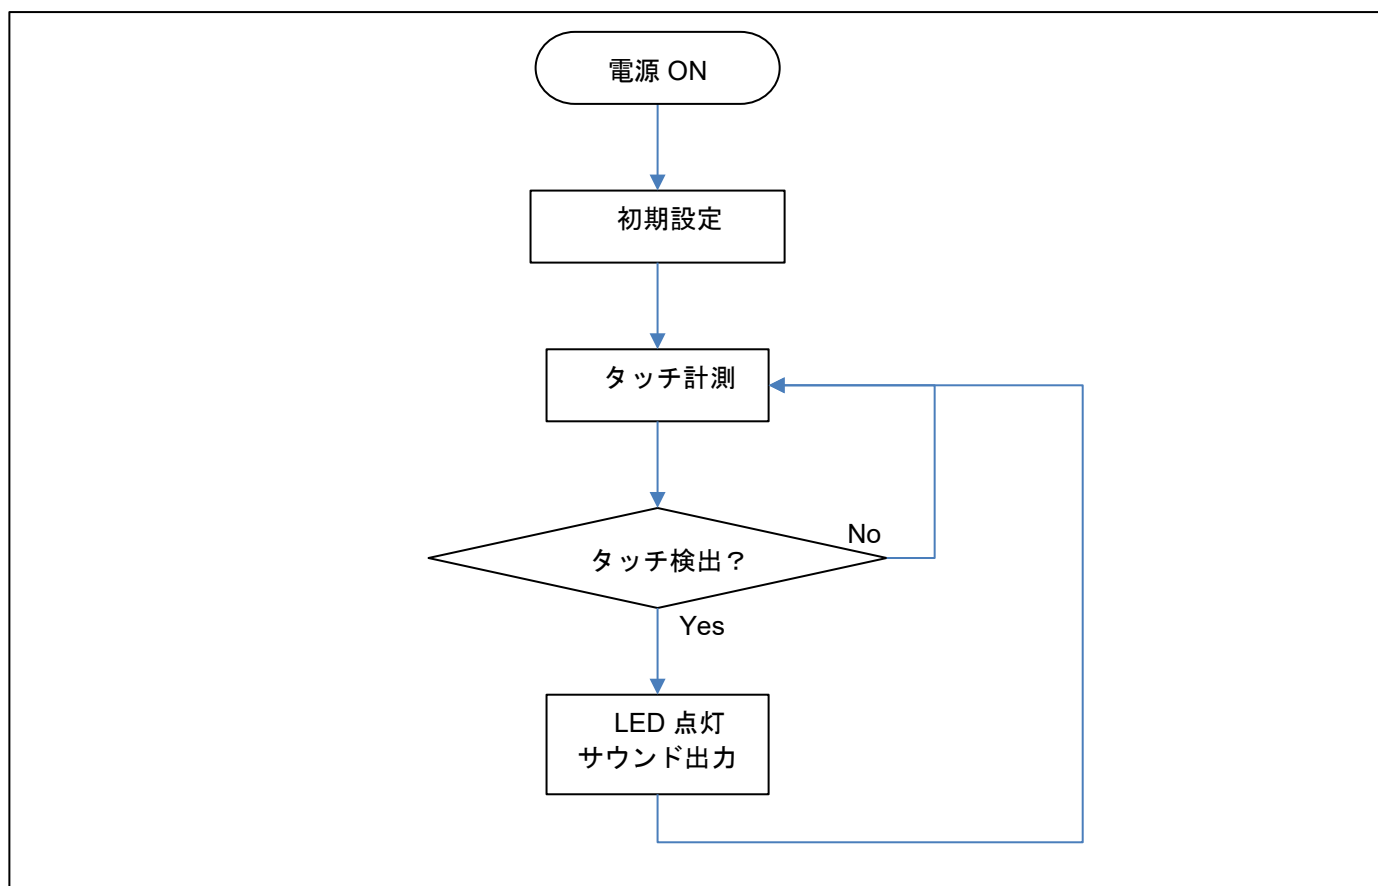 電源 ON
初期設定
タッチ計測
タッチ検出？
No
Yes
LED 点灯
サウンド出力